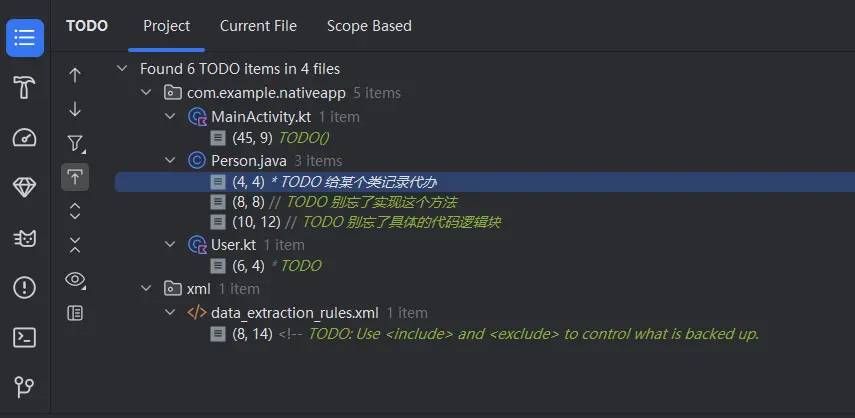 TODO Project Current File Scope Based
Found 6 TODO items in 4 files
com.example.nativeapp 5 items
MainActivity.kt 1 item
(45, 9) TODO()
Person.java 3 items
(4, 4) * TODO 给某个类记录代办
(8, 8) // TODO 别忘了实现这个方法
(10, 12) // TODO 别忘了具体的代码逻辑块
User.kt 1 item
(6, 4) * TODO
xml 1 item
data_extraction_rules.xml 1 item
(8, 14) <!-- TODO: Use <include> and <exclude> to control what is backed up.